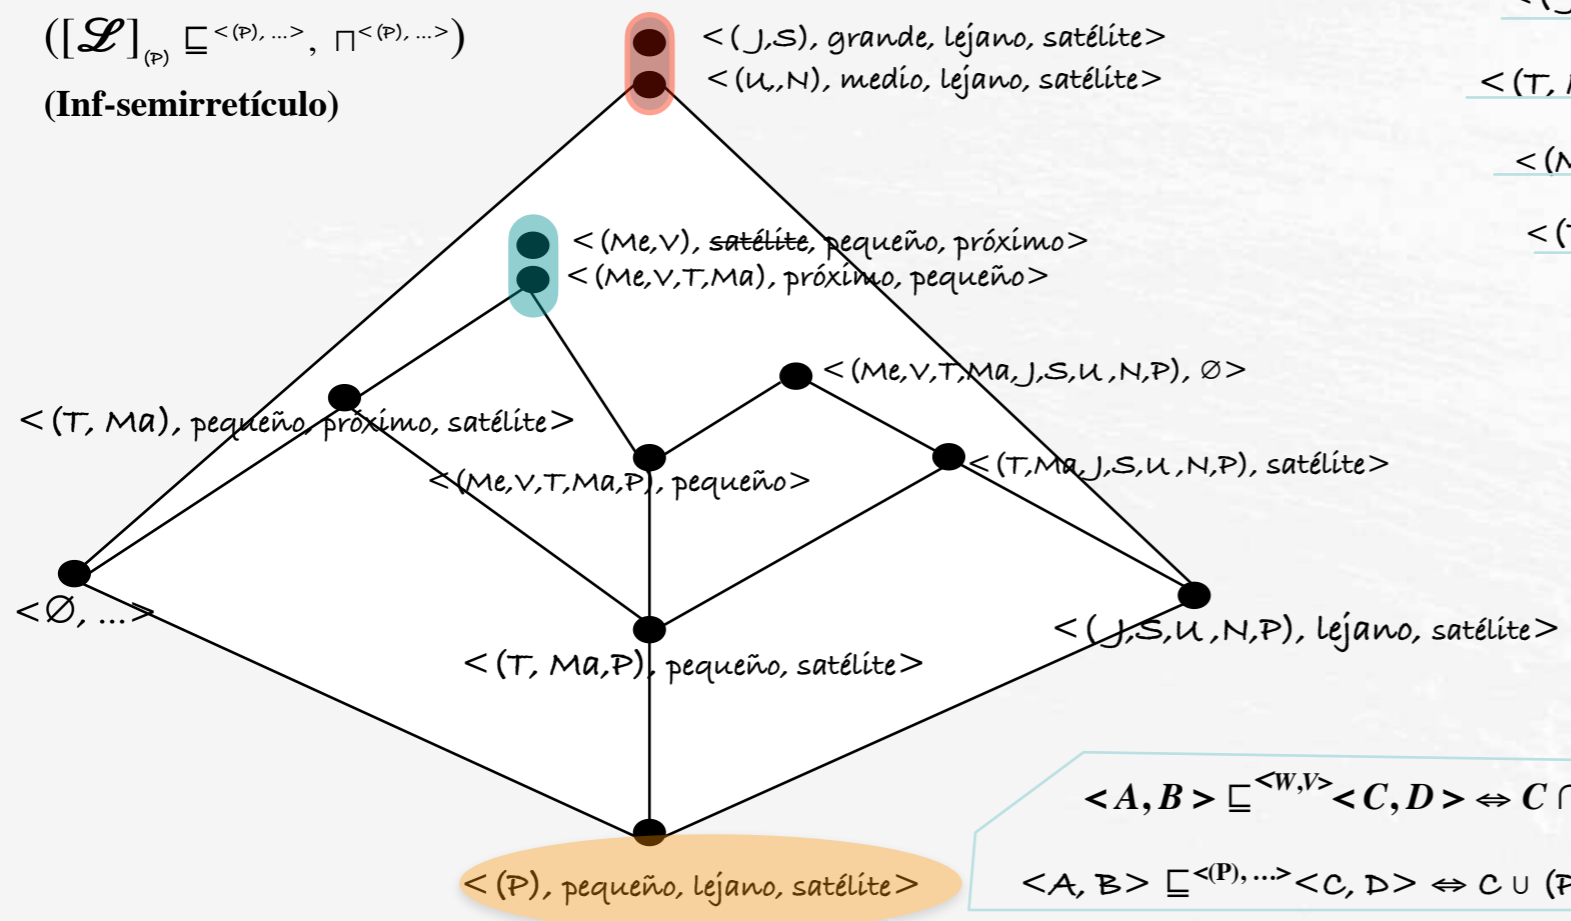 ([ℒ]₍ₚ₎ ⊑<(P), ...>, ⊓<(P), ...>)
(Inf-semirretículo)
<(J,S), grande, lejano, satélite>
<(U,,N), medio, lejano, satélite>
<(T,
<(Me,V), ~~satélite~~, pequeño, próximo>
<(Me,V,T,Ma), próximo, pequeño>
<(Me,V,T,Ma,J,S,U,N,P), ∅>
<(T, Ma), pequeño, próximo, satélite>
<(Me,V,T,Ma,P), pequeño>
<(T,Ma,J,S,U,N,P), satélite>
<∅, ...>
<(J,S,U,N,P), lejano, satélite>
<(T, Ma,P), pequeño, satélite>
<A, B> ⊑<W,V> <C, D> ⇔ C ∩
<(P), pequeño, lejano, satélite>
<A, B> ⊑<(P), ...> <C, D> ⇔ C ∪ (P